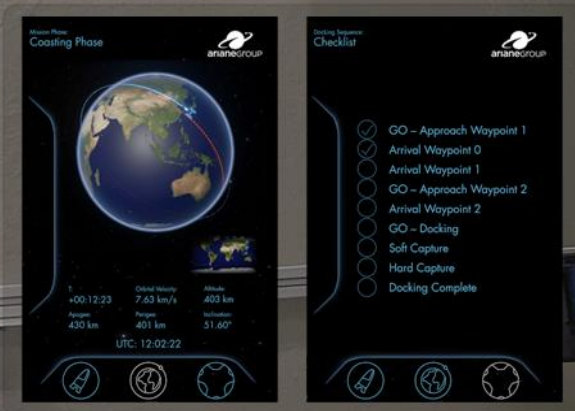 Mission Phase:
Coasting Phase
arianeGROUP
T:
+00:12:23
Orbital Velocity:
7.63 km/s
Altitude:
403 km
Apogee:
430 km
Perigee:
401 km
Inclination:
51.60°
UTC: 12:02:22
Docking Sequence:
Checklist
arianeGROUP
GO – Approach Waypoint 1
Arrival Waypoint 0
Arrival Waypoint 1
GO – Approach Waypoint 2
Arrival Waypoint 2
GO – Docking
Soft Capture
Hard Capture
Docking Complete